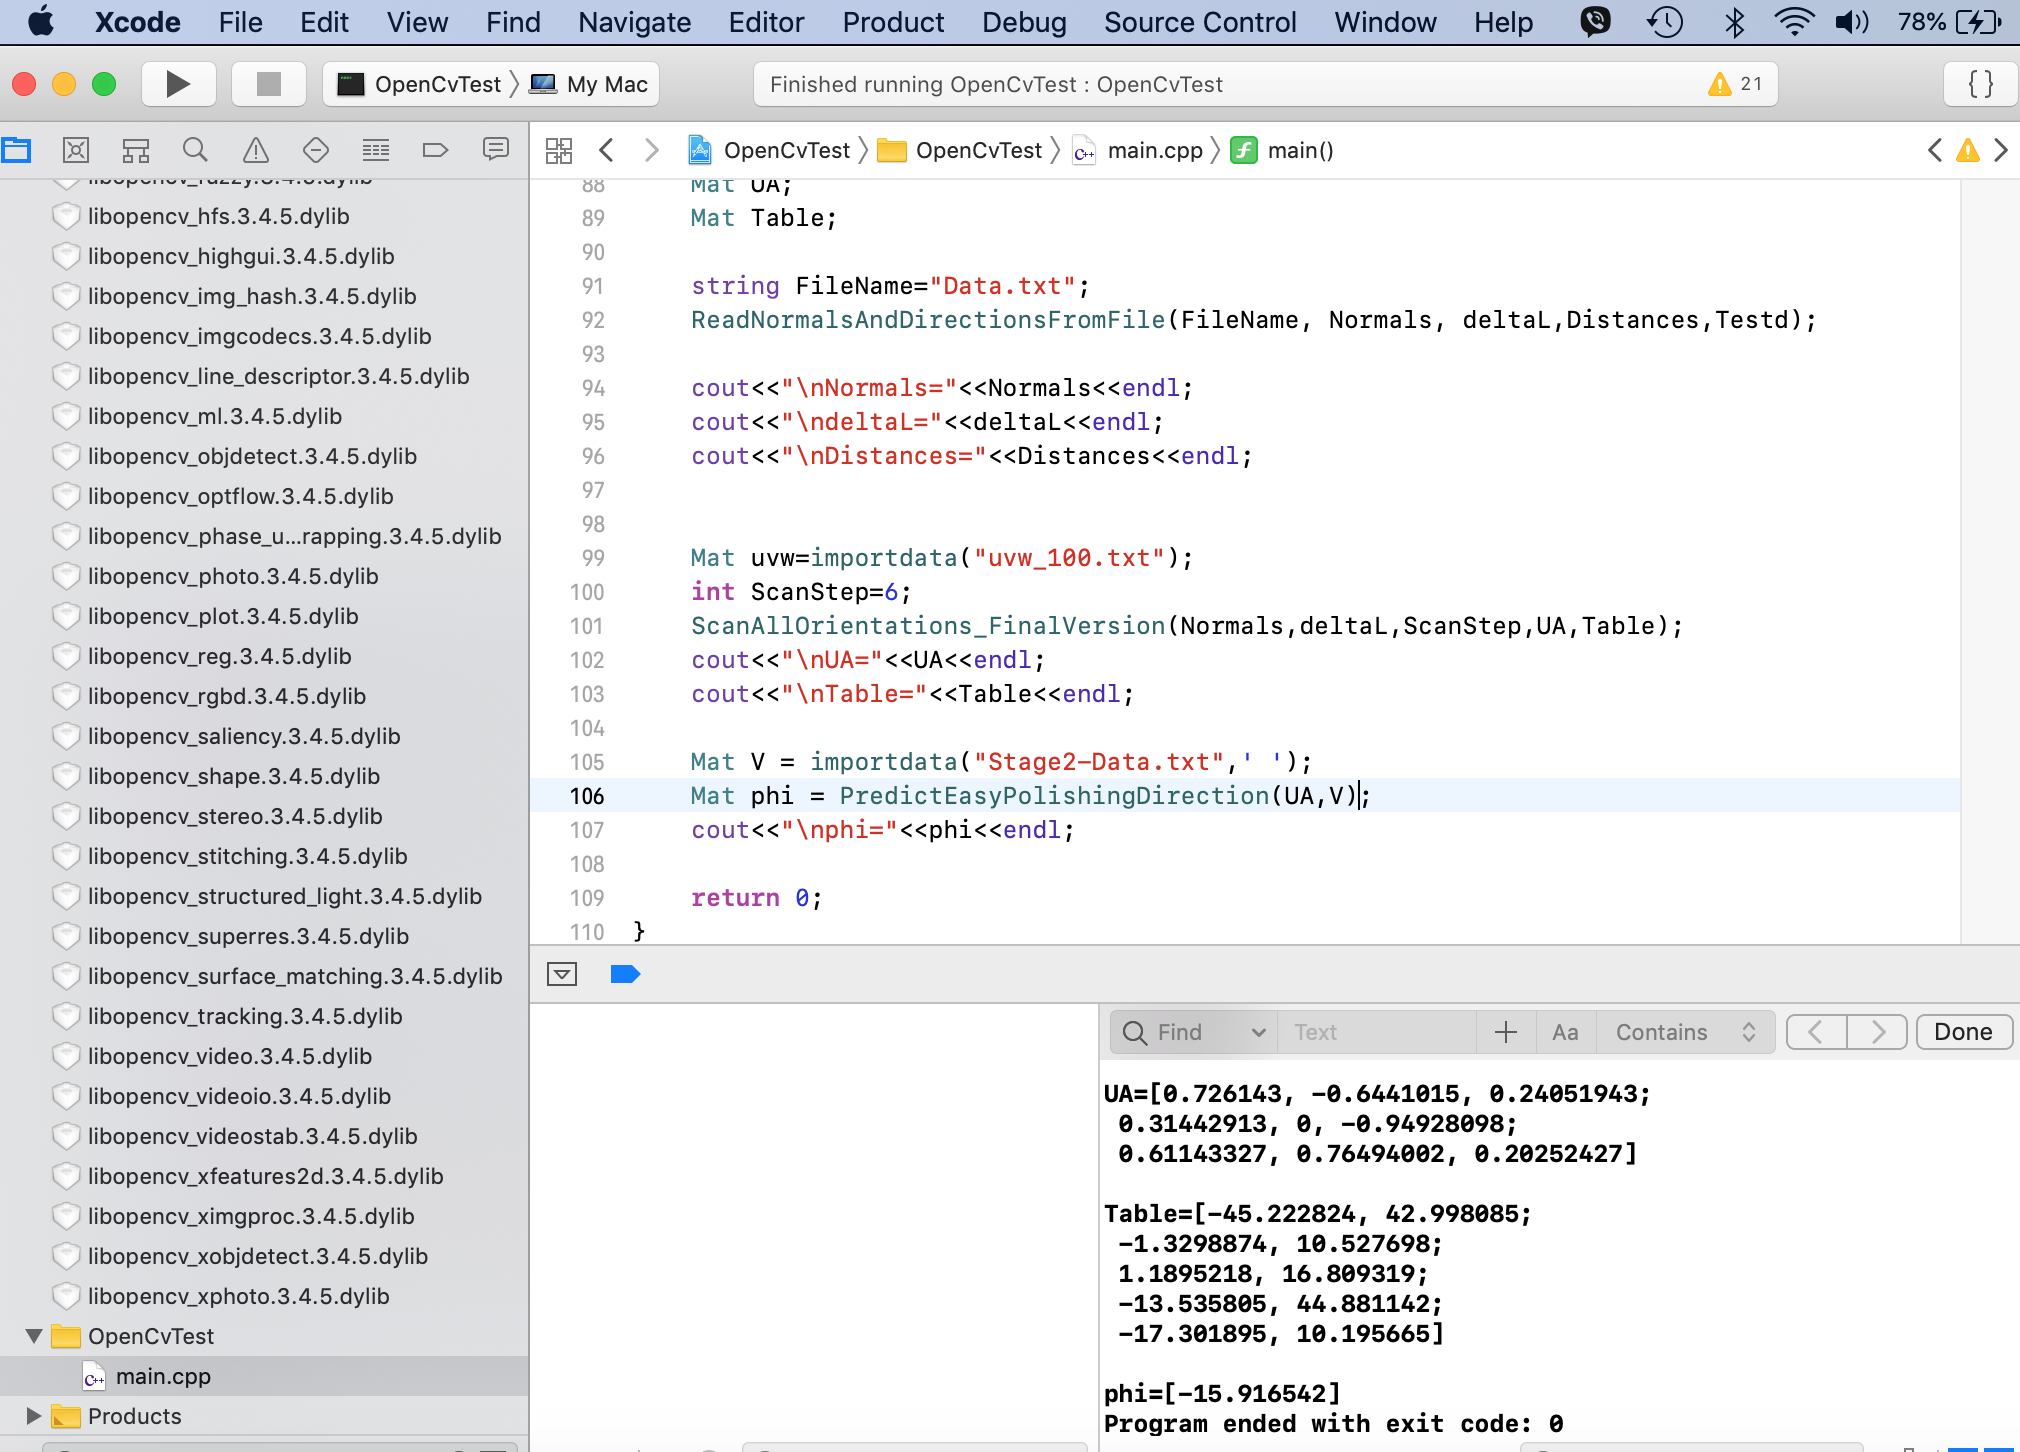 Xcode File Edit View Find Navigate Editor Product Debug Source Control Window Help 78%
OpenCvTest My Mac Finished running OpenCvTest : OpenCvTest 21 {}
OpenCvTest OpenCvTest main.cpp main()
libopencv_fuzzy.3.4.5.dylib
libopencv_hfs.3.4.5.dylib
libopencv_highgui.3.4.5.dylib
libopencv_img_hash.3.4.5.dylib
libopencv_imgcodecs.3.4.5.dylib
libopencv_line_descriptor.3.4.5.dylib
libopencv_ml.3.4.5.dylib
libopencv_objdetect.3.4.5.dylib
libopencv_optflow.3.4.5.dylib
libopencv_phase_u...rapping.3.4.5.dylib
libopencv_photo.3.4.5.dylib
libopencv_plot.3.4.5.dylib
libopencv_reg.3.4.5.dylib
libopencv_rgbd.3.4.5.dylib
libopencv_saliency.3.4.5.dylib
libopencv_shape.3.4.5.dylib
libopencv_stereo.3.4.5.dylib
libopencv_stitching.3.4.5.dylib
libopencv_structured_light.3.4.5.dylib
libopencv_superres.3.4.5.dylib
libopencv_surface_matching.3.4.5.dylib
libopencv_tracking.3.4.5.dylib
libopencv_video.3.4.5.dylib
libopencv_videoio.3.4.5.dylib
libopencv_videostab.3.4.5.dylib
libopencv_xfeatures2d.3.4.5.dylib
libopencv_ximgproc.3.4.5.dylib
libopencv_xobjdetect.3.4.5.dylib
libopencv_xphoto.3.4.5.dylib
OpenCvTest
main.cpp
Products
88 Mat UA;
89 Mat Table;
90
91 string FileName="Data.txt";
92 ReadNormalsAndDirectionsFromFile(FileName, Normals, deltaL,Distances,Testd);
93
94 cout<<"\nNormals="<<Normals<<endl;
95 cout<<"\ndeltaL="<<deltaL<<endl;
96 cout<<"\nDistances="<<Distances<<endl;
97
98
99 Mat uvw=importdata("uvw_100.txt");
100 int ScanStep=6;
101 ScanAllOrientations_FinalVersion(Normals,deltaL,ScanStep,UA,Table);
102 cout<<"\nUA="<<UA<<endl;
103 cout<<"\nTable="<<Table<<endl;
104
105 Mat V = importdata("Stage2-Data.txt",' ');
106 Mat phi = PredictEasyPolishingDirection(UA,V);
107 cout<<"\nphi="<<phi<<endl;
108
109 return 0;
110 }
Find Text Aa Contains Done
UA=[0.726143, -0.6441015, 0.24051943;
0.31442913, 0, -0.94928098;
0.61143327, 0.76494002, 0.20252427]
Table=[-45.222824, 42.998085;
-1.3298874, 10.527698;
1.1895218, 16.809319;
-13.535805, 44.881142;
-17.301895, 10.195665]
phi=[-15.916542]
Program ended with exit code: 0